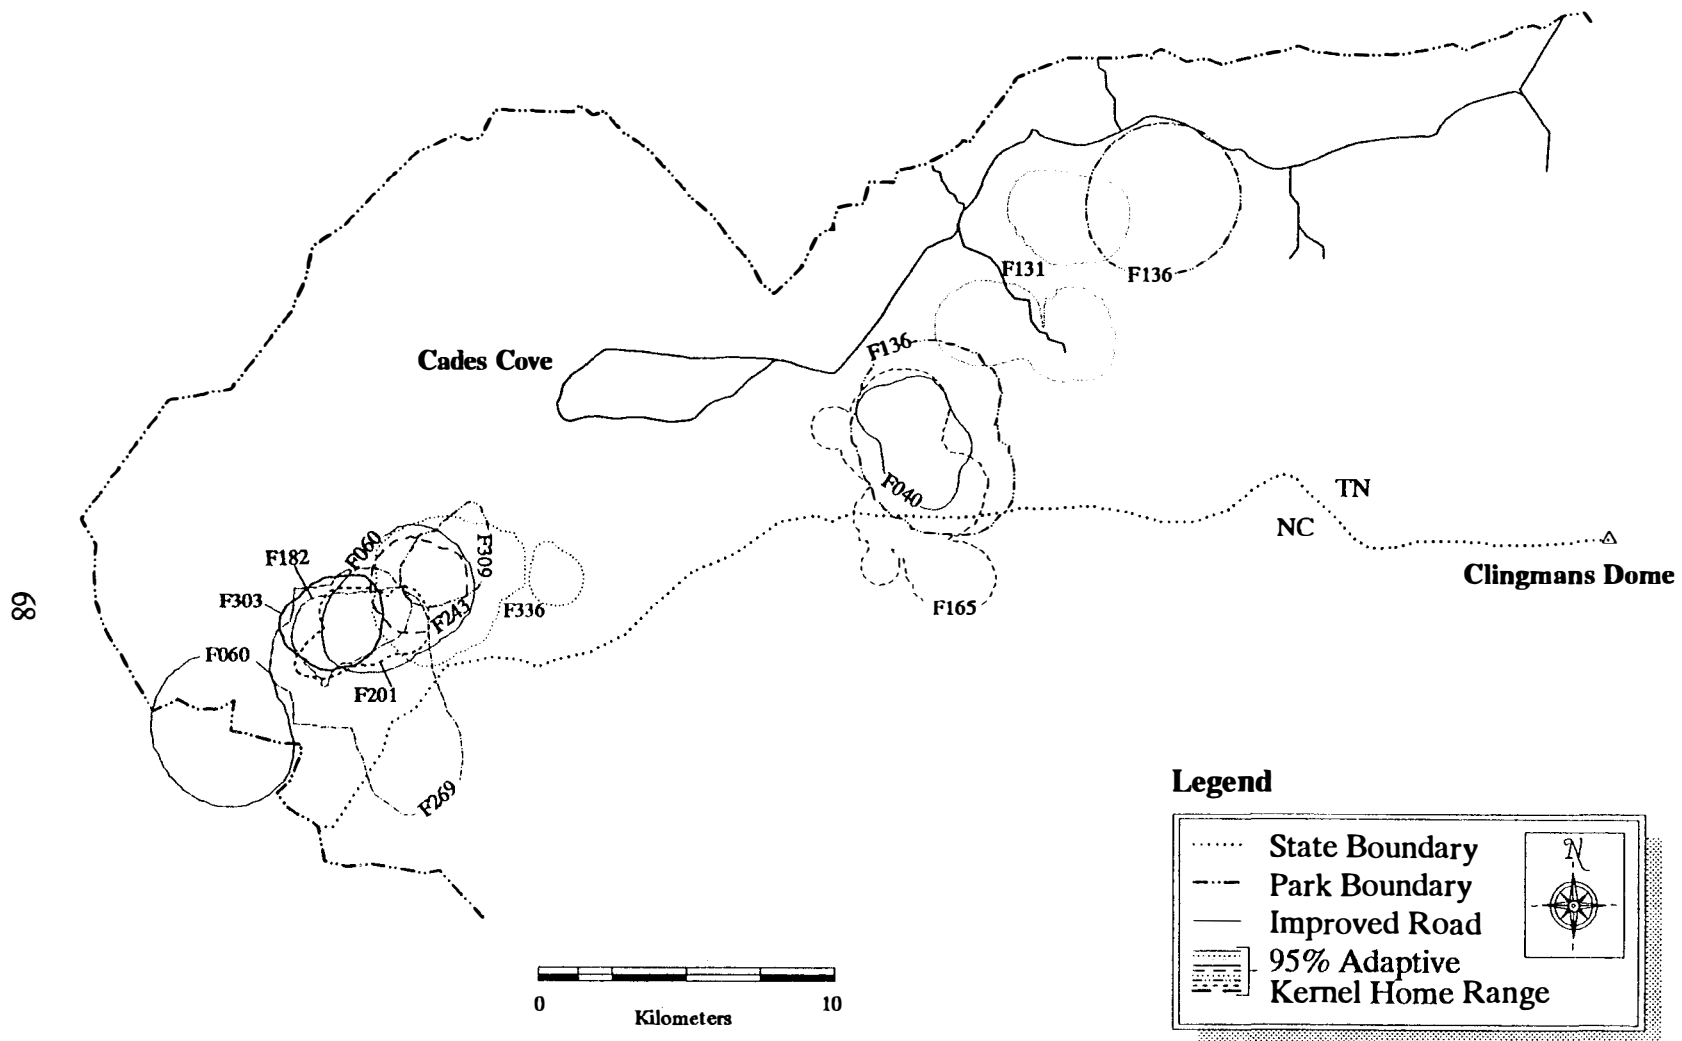 F131
F136
F136
Cades Cove
F040
TN
NC
F060
F309
F182
Clingmans Dome
F303
F336
F165
F243
F060
F201
F269
68
Legend
State Boundary
Park Boundary
Improved Road
95% Adaptive
Kernel Home Range
N
0
10
Kilometers